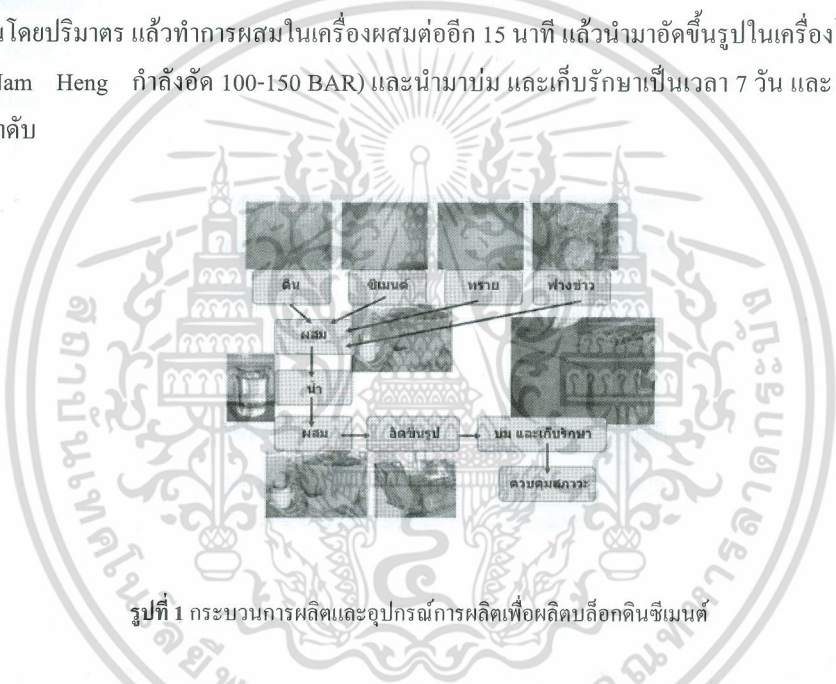 นโดยปริมาตร แล้วทำการผสมในเครื่องผสมต่ออีก 15 นาที แล้วนำมาอัดขึ้นรูปในเครื่อง
Nam Heng กำลังอัด 100-150 BAR) และนำมาบ่ม และเก็บรักษาเป็นเวลา 7 วัน และ
ดิน ซีเมนต์ ทราย ฟางข้าว
ผสม
น้ำ
ผสม อัดขึ้นรูป บ่ม และเก็บรักษา
ควบคุมสภาวะ
รูปที่ 1 กระบวนการผลิตและอุปกรณ์การผลิตเพื่อผลิตบล็อกดินซีเมนต์